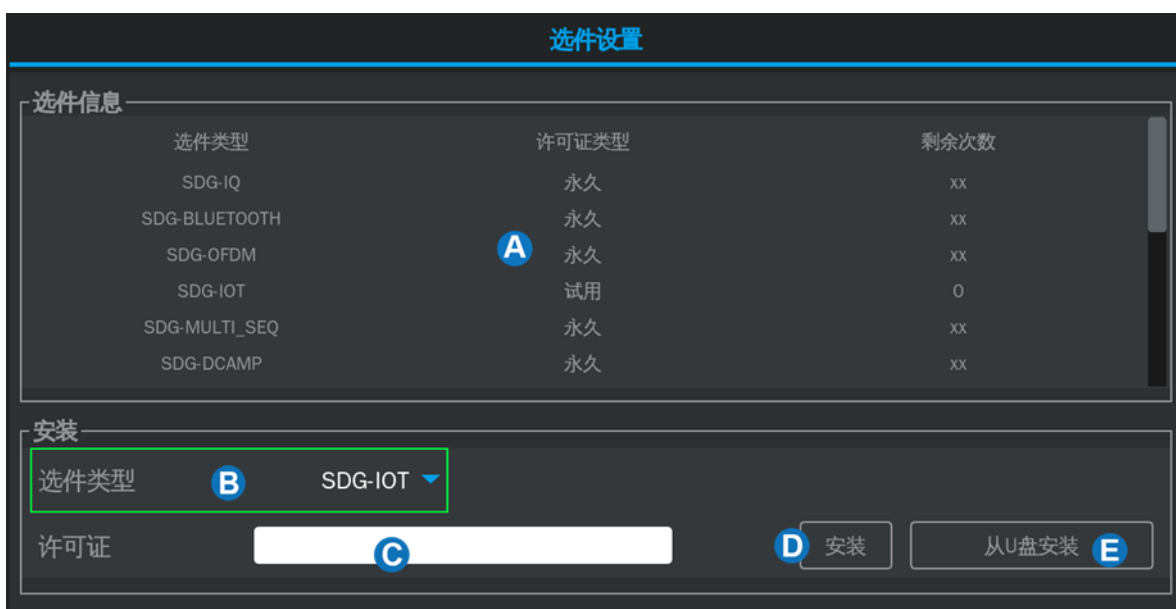 选件设置
选件信息
选件类型 许可证类型 剩余次数
SDG-IQ 永久 xx
SDG-BLUETOOTH 永久 xx
SDG-OFDM A 永久 xx
SDG-IOT 试用 0
SDG-MULTI_SEQ 永久 xx
SDG-DCAMP 永久 xx
安装
选件类型 B SDG-IOT
许可证 C D 安装 从U盘安装 E